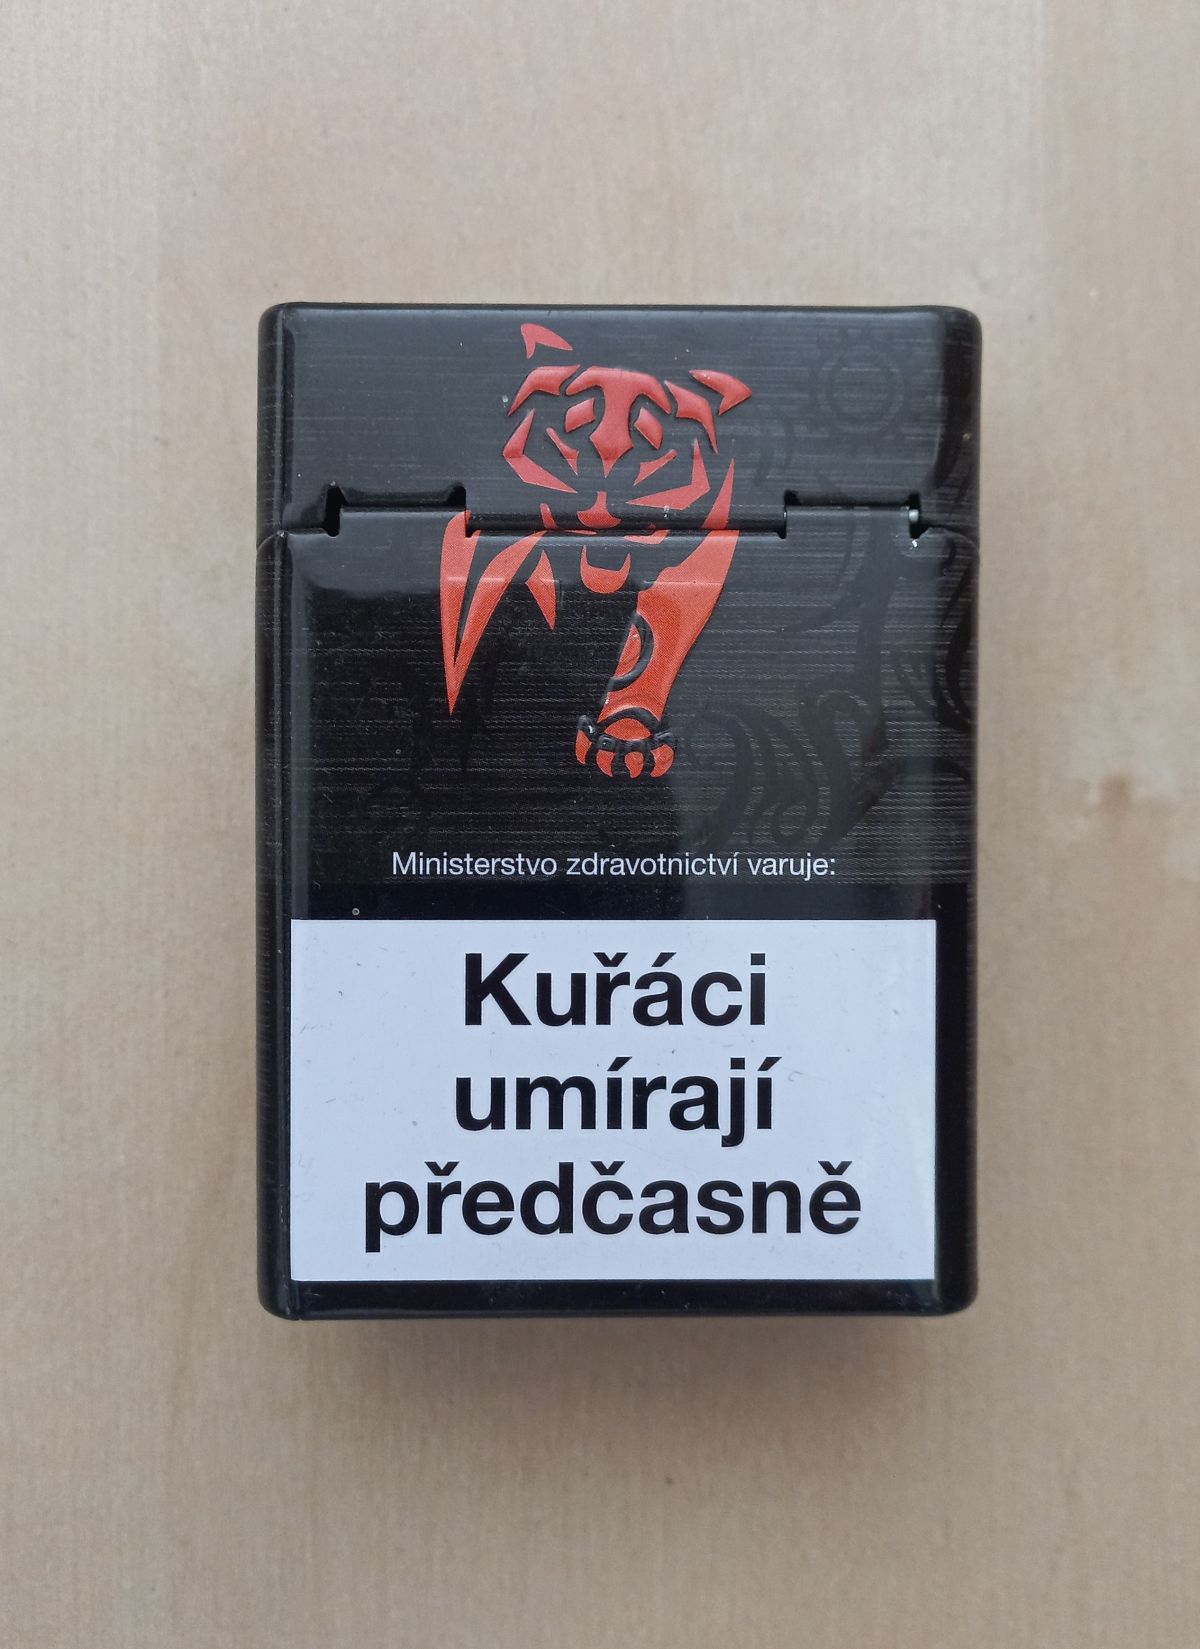 Ministerstvo zdravotnictví varuje:
Kuřáci
umírají
předčasně